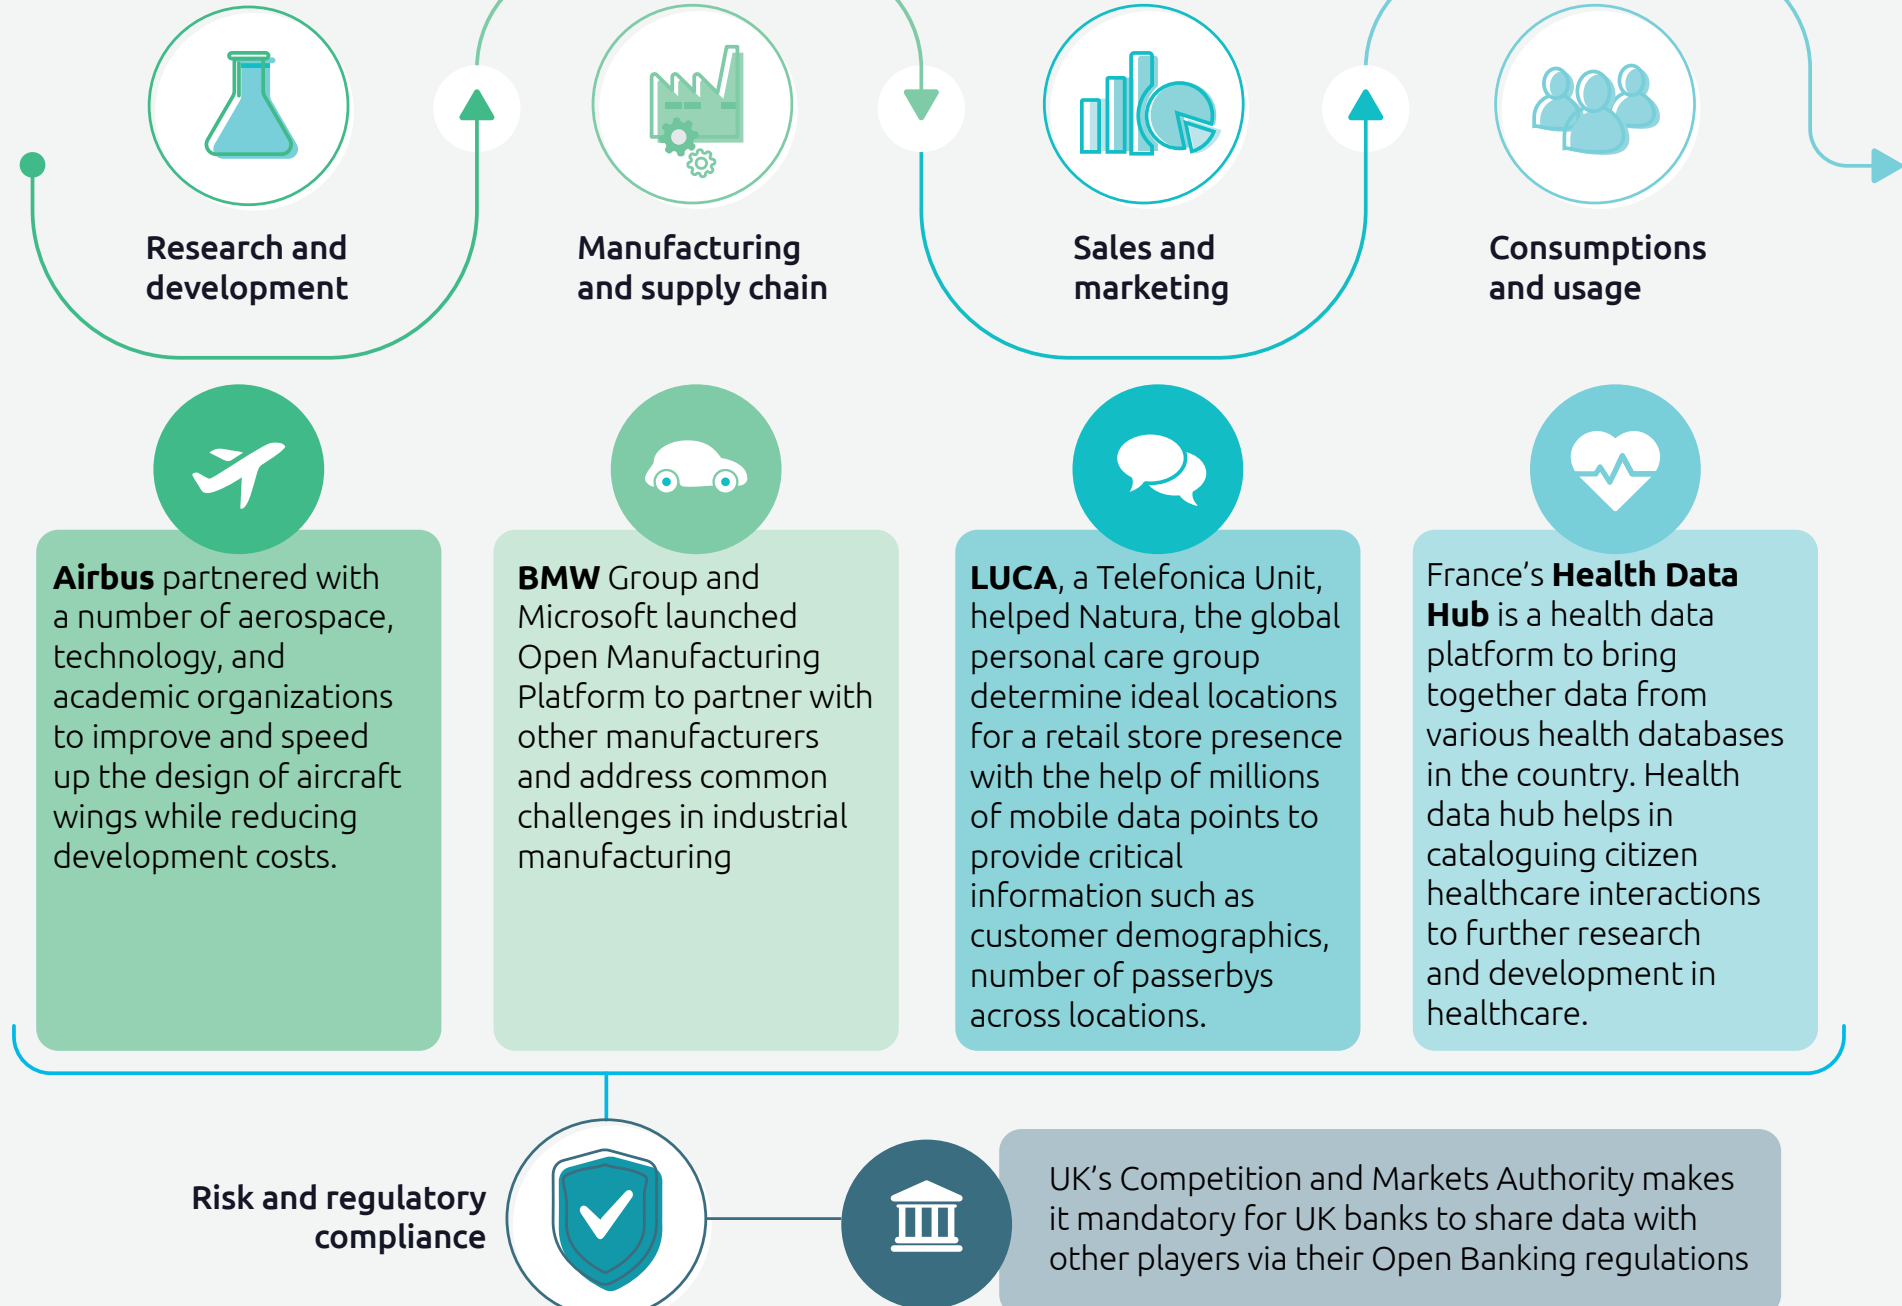 Research and
development
Manufacturing
and supply chain
Sales and
marketing
Consumptions
and usage
Airbus partnered with
a number of aerospace,
technology, and
academic organizations
to improve and speed
up the design of aircraft
wings while reducing
development costs.
BMW Group and
Microsoft launched
Open Manufacturing
Platform to partner with
other manufacturers
and address common
challenges in industrial
manufacturing
LUCA, a Telefonica Unit,
helped Natura, the global
personal care group
determine ideal locations
for a retail store presence
with the help of millions
of mobile data points to
provide critical
information such as
customer demographics,
number of passerbys
across locations.
France’s Health Data
Hub is a health data
platform to bring
together data from
various health databases
in the country. Health
data hub helps in
cataloguing citizen
healthcare interactions
to further research
and development in
healthcare.
Risk and regulatory
compliance
UK’s Competition and Markets Authority makes
it mandatory for UK banks to share data with
other players via their Open Banking regulations